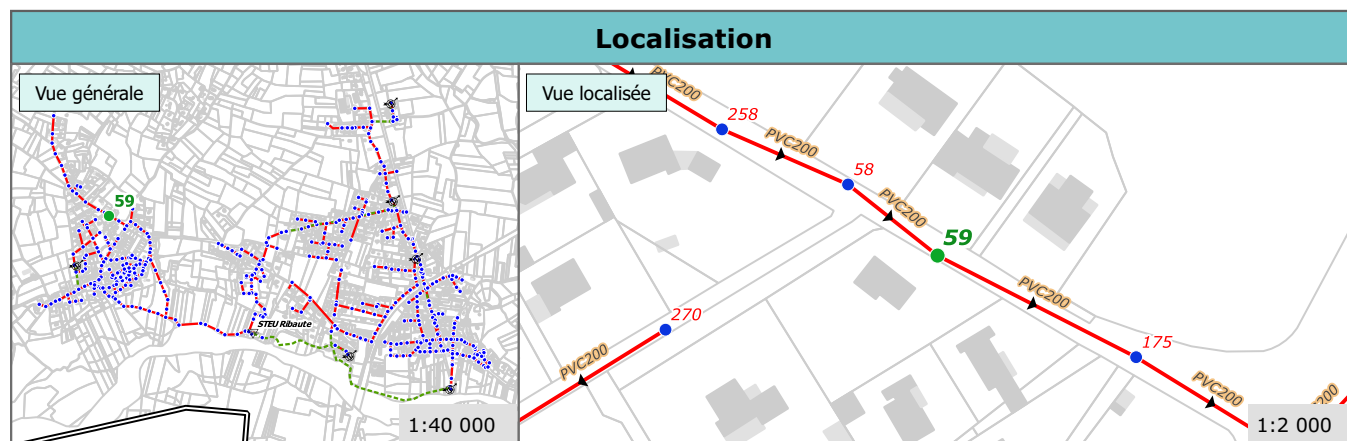 Localisation
Vue générale
59
STEU Ribaute
1:40 000
Vue localisée
PVC200
258
PVC200
58
PVC200
59
PVC200
270
PVC200
175
PVC200
200
1:2 000